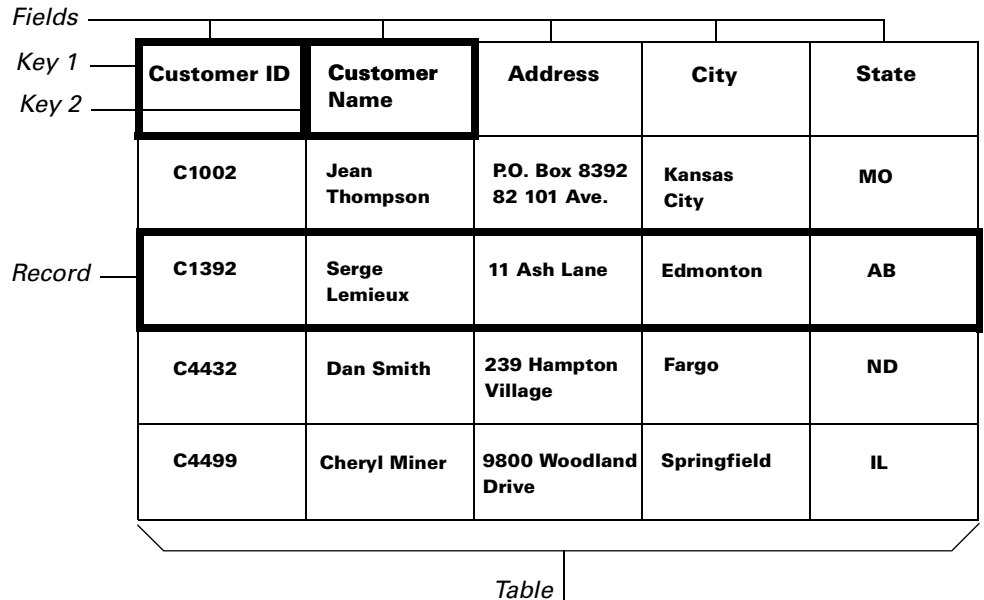 Fields
Key 1
Key 2
Customer ID
Customer
Name
Address
City
State
C1002
Jean
Thompson
P.O. Box 8392
82 101 Ave.
Kansas
City
MO
Record
C1392
Serge
Lemieux
11 Ash Lane
Edmonton
AB
C4432
Dan Smith
239 Hampton
Village
Fargo
ND
C4499
Cheryl Miner
9800 Woodland
Drive
Springfield
IL
Table